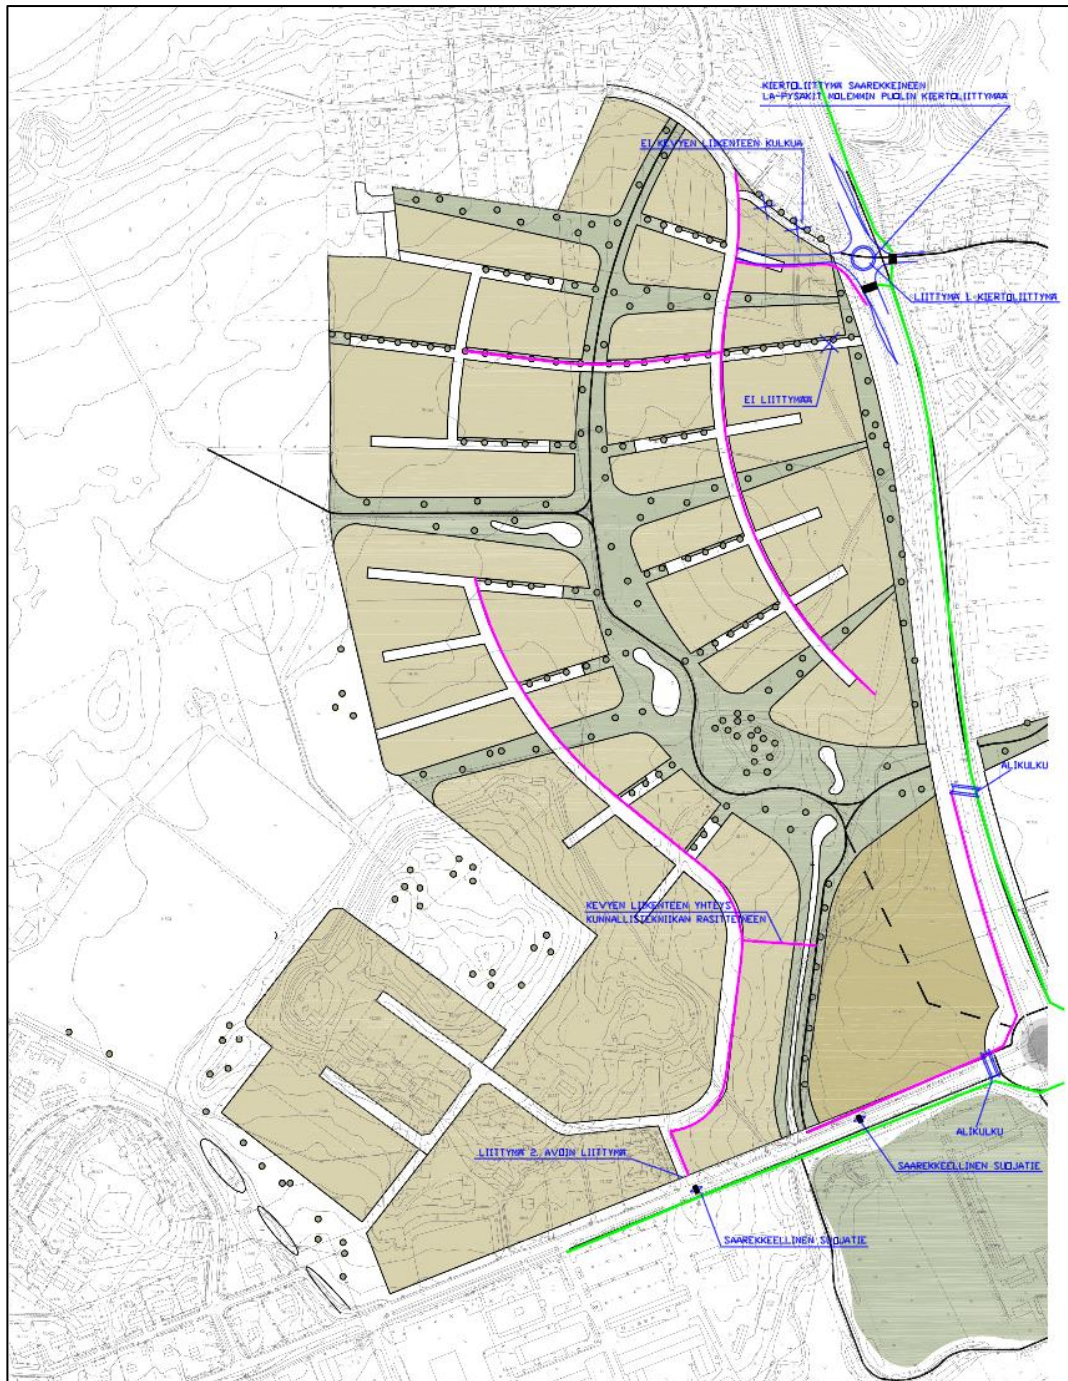 KIERTOLIITTYMÄ SAAREKKEINEEN
LA-PYSÄKIT MOLEMMIN PUOLIN KIERTOLIITTYMÄÄ
EI KEVYEN LIIKENTEEN KULKUA
LIITTYMÄ 1. KIERTOLIITTYMÄ
EI LIITTYMÄÄ
ALIKULKU
KEVYEN LIIKENTEEN YHTEYS
KUNNALLISTEKNIIKAN RASITTEINEEN
ALIKULKU
LIITTYMÄ 2. AVOIN LIITTYMÄ
SAAREKKEELLINEN SUOJATIE
SAAREKKEELLINEN SUOJATIE